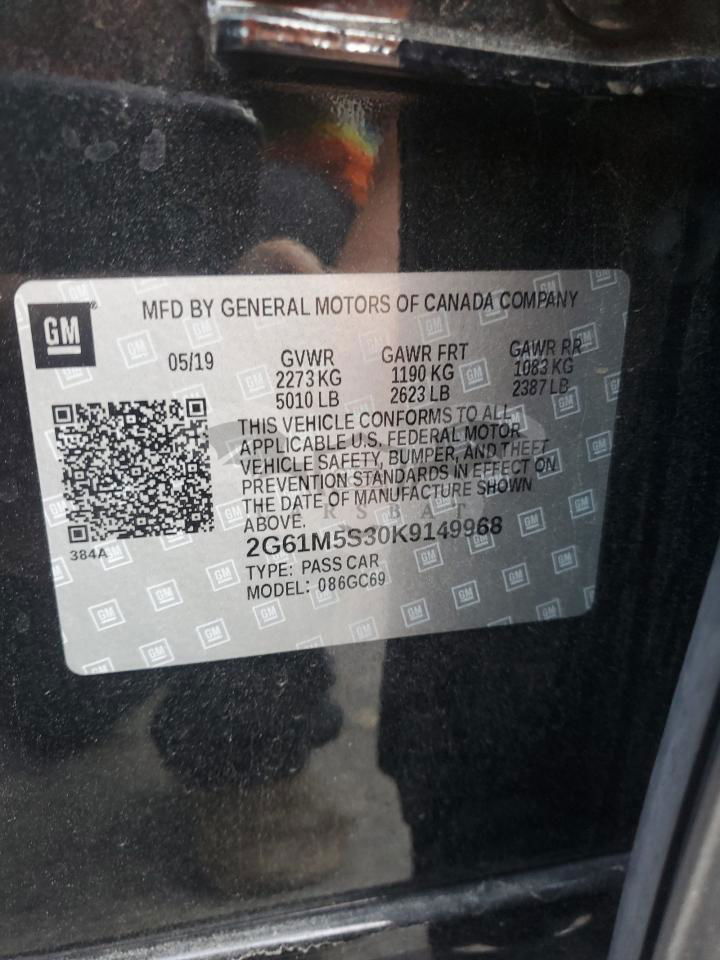 MFD BY GENERAL MOTORS OF CANADA COMPANY
GM
05/19
GVWR
2273 KG
5010 LB
GAWR FRT
1190 KG
2623 LB
GAWR RR
1083 KG
2387 LB
THIS VEHICLE CONFORMS TO ALL
APPLICABLE U.S. FEDERAL MOTOR
VEHICLE SAFETY, BUMPER, AND THEFT
PREVENTION STANDARDS IN EFFECT ON
THE DATE OF MANUFACTURE SHOWN
ABOVE.
384A
2G61M5S30K9149968
TYPE: PASS CAR
MODEL: 086GC69